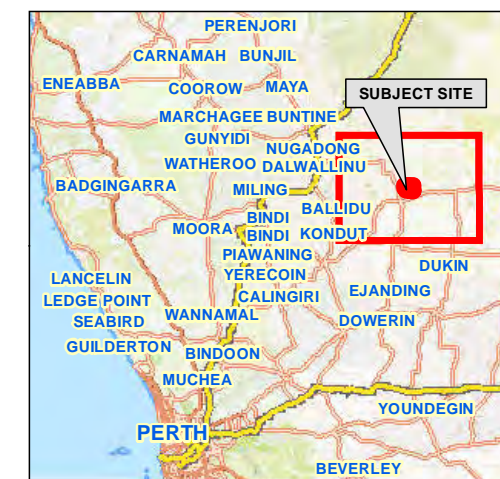 PERENJORI
CARNAMAH BUNJIL
ENEABBA
COOROW MAYA
SUBJECT SITE
MARCHAGEE BUNTINE
GUNYIDI
NUGADONG
WATHEROO DALWALLINU
BADGINGARRA
MILING
BALLIDU
BINDI
BINDI
MOORA
KONDUT
PIAWANING
DUKIN
YERECOIN
LANCELIN
CALINGIRI
EJANDING
LEDGE POINT
WANNAMAL
DOWERIN
SEABIRD
GUILDERTON
BINDOON
MUCHEA
YOUNDEGIN
PERTH
BEVERLEY